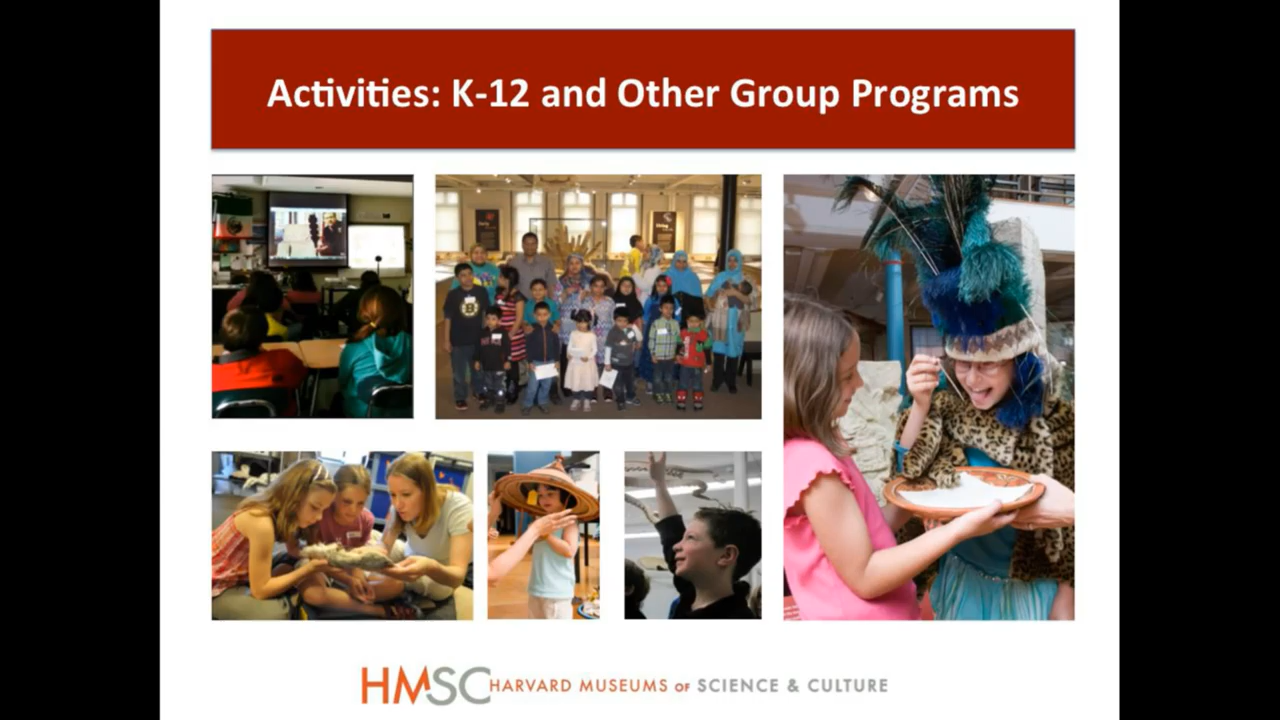 Activities: K-12 and Other Group Programs
HMSC HARVARD MUSEUMS OF SCIENCE & CULTURE